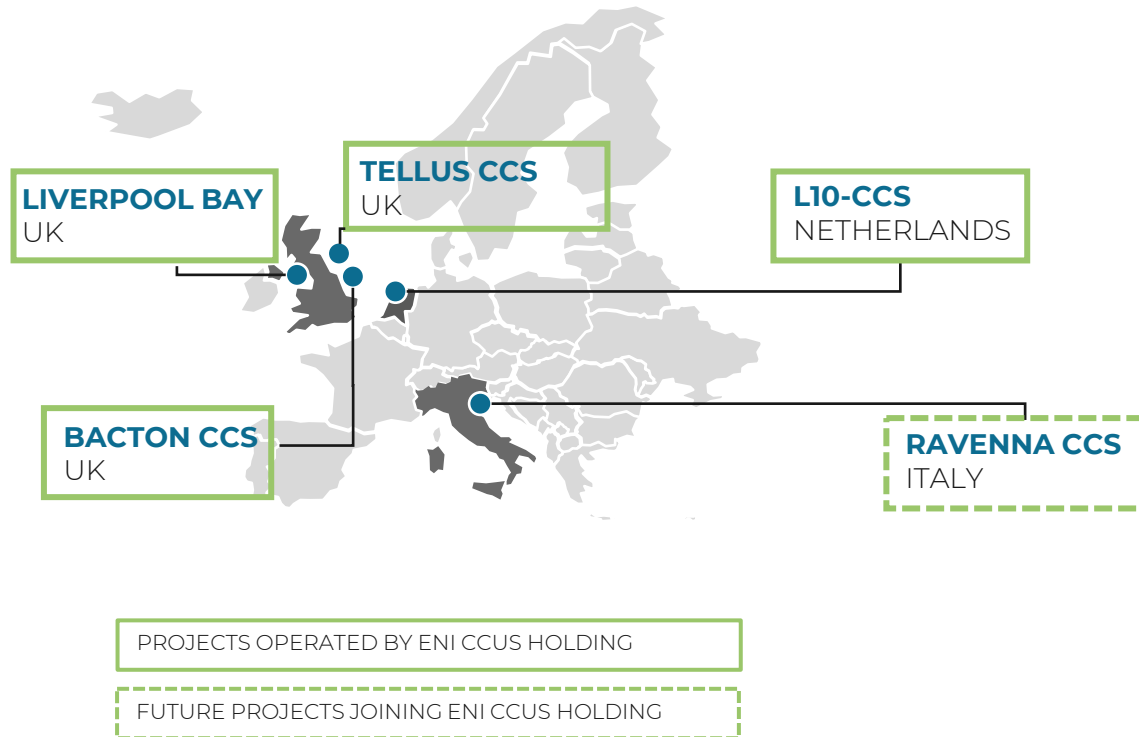 TELLUS CCS
UK
LIVERPOOL BAY
UK
L10-CCS
NETHERLANDS
BACTON CCS
UK
RAVENNA CCS
ITALY
PROJECTS OPERATED BY ENI CCUS HOLDING
FUTURE PROJECTS JOINING ENI CCUS HOLDING